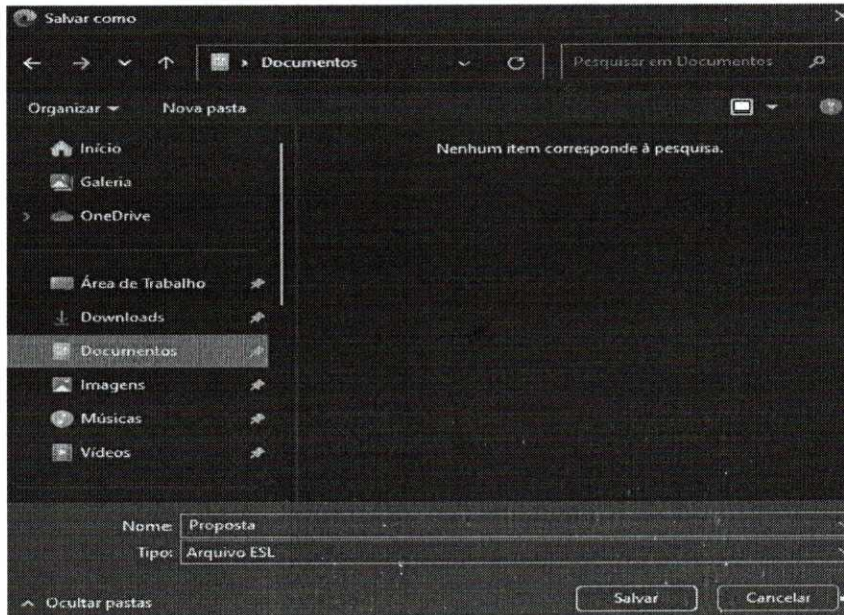 Salvar como
Documentos
Pesquisar em Documentos
Organizar
Nova pasta
Início
Nenhum item corresponde à pesquisa.
Galeria
OneDrive
Área de Trabalho
Downloads
Documentos
Imagens
Músicas
Vídeos
Nome: Proposta
Tipo: Arquivo ESL
Ocultar pastas
Salvar
Cancelar